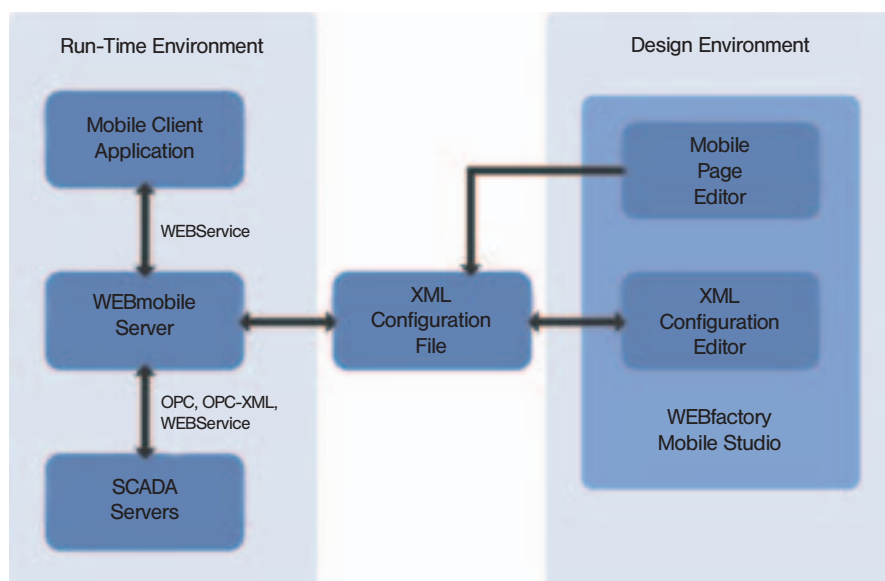 Run-Time Environment
Mobile Client
Application
WEBService
WEBmobile
Server
OPC, OPC-XML,
WEBService
SCADA
Servers
XML
Configuration
File
Design Environment
Mobile
Page
Editor
XML
Configuration
Editor
WEBfactory
Mobile Studio